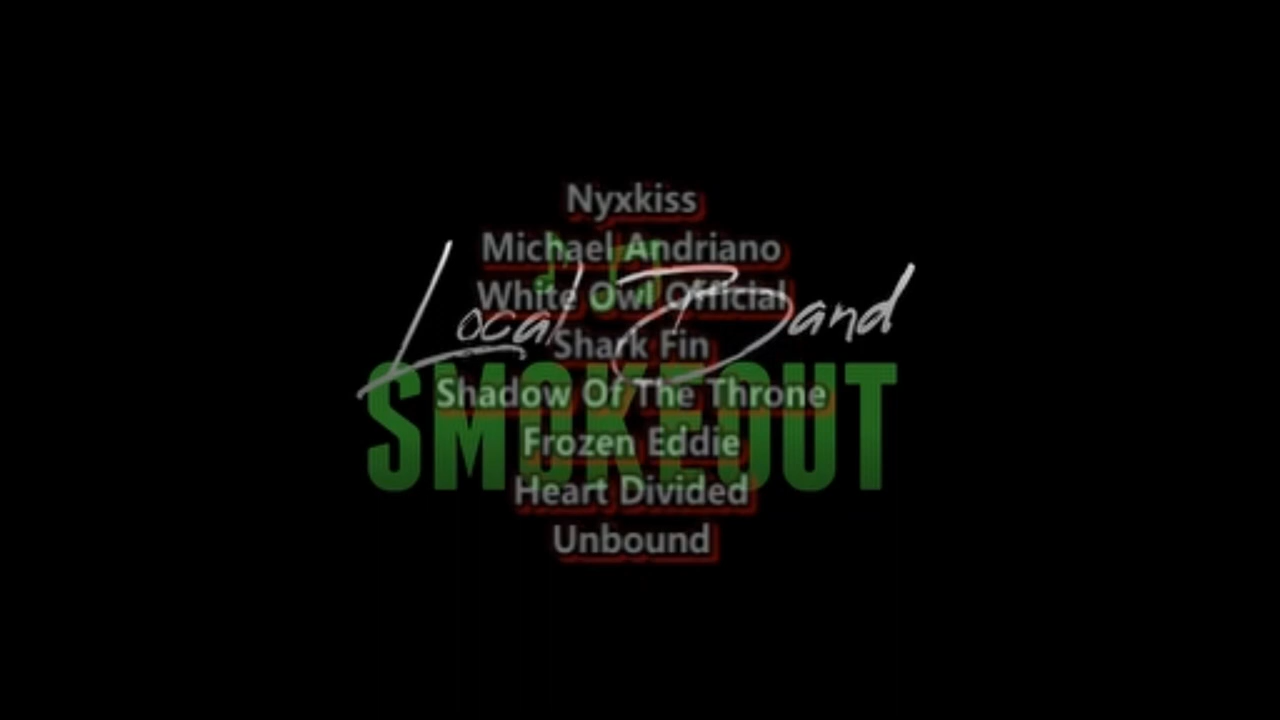 Nyxkiss
Michael Andriano
White Owl Official
Local Band
Shark Fin
SMOKEOUT
Shadow Of The Throne
Frozen Eddie
Heart Divided
Unbound